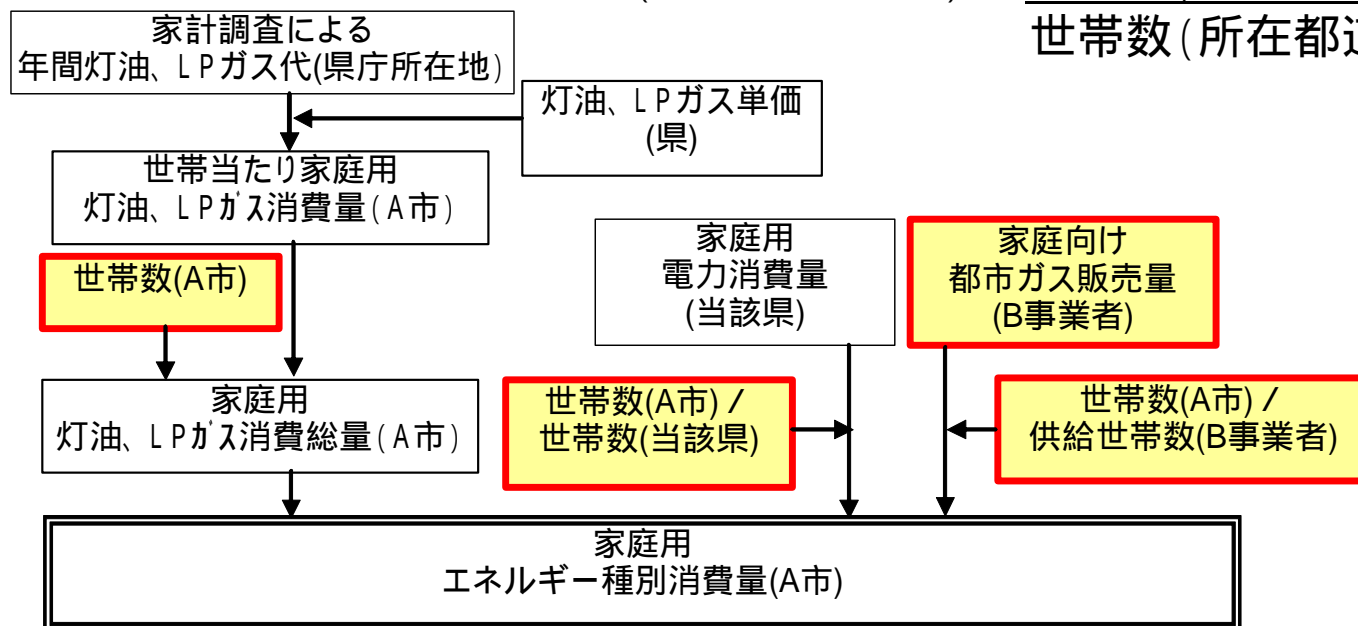 世帯数(所在都道
家計調査による
年間灯油、LPガス代(県庁所在地)
灯油、LPガス単価
(県)
世帯当たり家庭用
灯油、LPガス消費量(A市)
世帯数(A市)
家庭用
電力消費量
(当該県)
家庭向け
都市ガス販売量
(B事業者)
家庭用
灯油、LPガス消費総量(A市)
世帯数(A市)/
世帯数(当該県)
世帯数(A市)/
供給世帯数(B事業者)
家庭用
エネルギー種別消費量(A市)